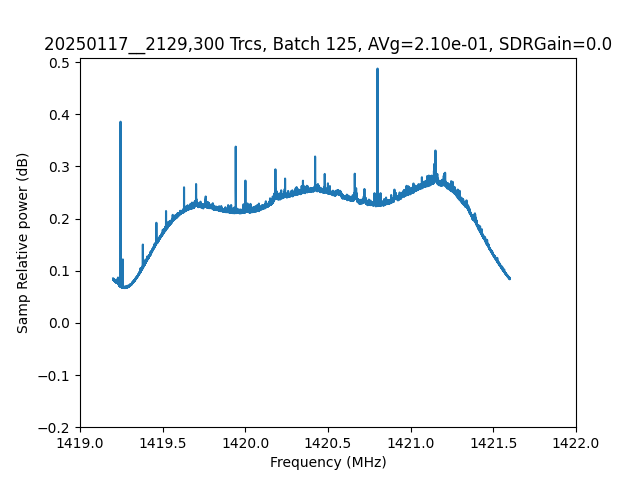 20250117__2129,300 Trcs, Batch 125, AVg=2.10e-01, SDRGain=0.0
Samp Relative power (dB)
0.5
0.4
0.3
0.2
0.1
0.0
−0.1
−0.2
1419.0 1419.5 1420.0 1420.5 1421.0 1421.5 1422.0
Frequency (MHz)